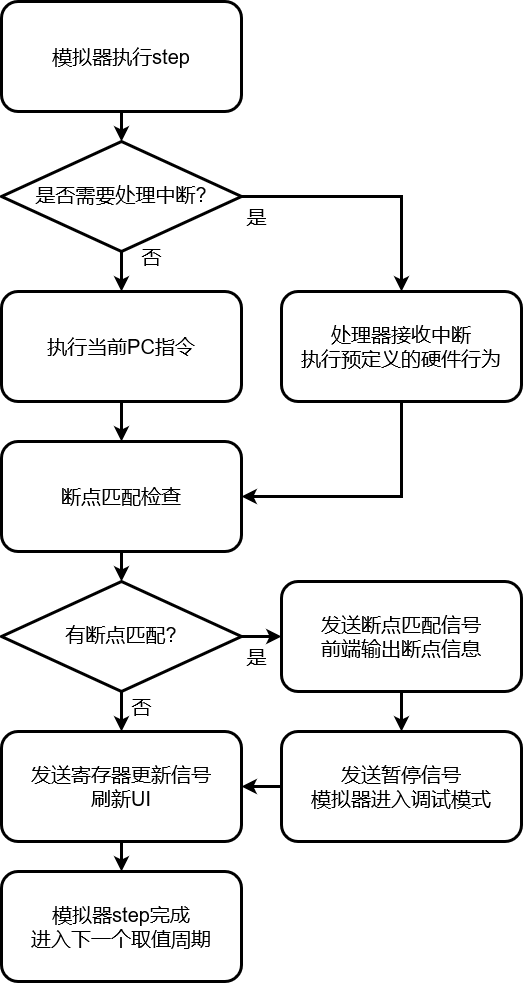 模拟器执行step
是否需要处理中断?
是
否
执行当前PC指令
处理器接收中断
执行预定义的硬件行为
断点匹配检查
有断点匹配?
是
否
发送断点匹配信号
前端输出断点信息
发送寄存器更新信号
刷新UI
发送暂停信号
模拟器进入调试模式
模拟器step完成
进入下一个取值周期